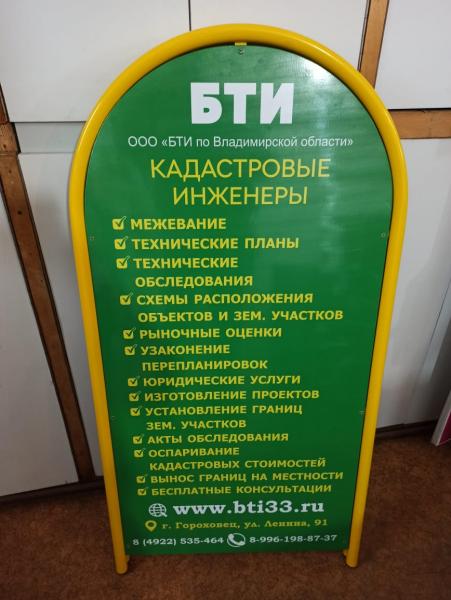 БТИ
ООО «БТИ по Владимирской области»
КАДАСТРОВЫЕ
ИНЖЕНЕРЫ
МЕЖЕВАНИЕ
ТЕХНИЧЕСКИЕ ПЛАНЫ
ТЕХНИЧЕСКИЕ
ОБСЛЕДОВАНИЯ
СХЕМЫ РАСПОЛОЖЕНИЯ
ОБЪЕКТОВ И ЗЕМ. УЧАСТКОВ
РЫНОЧНЫЕ ОЦЕНКИ
УЗАКОНЕНИЕ
ПЕРЕПЛАНИРОВОК
ЮРИДИЧЕСКИЕ УСЛУГИ
ИЗГОТОВЛЕНИЕ ПРОЕКТОВ
УСТАНОВЛЕНИЕ ГРАНИЦ
ЗЕМ. УЧАСТКОВ
АКТЫ ОБСЛЕДОВАНИЯ
ОСПАРИВАНИЕ
КАДАСТРОВЫХ СТОИМОСТЕЙ
ВЫНОС ГРАНИЦ НА МЕСТНОСТИ
БЕСПЛАТНЫЕ КОНСУЛЬТАЦИИ
www.bti33.ru
г. Гороховец, ул. Ленина, 91
8 (4922) 535-464 8-996-198-87-37